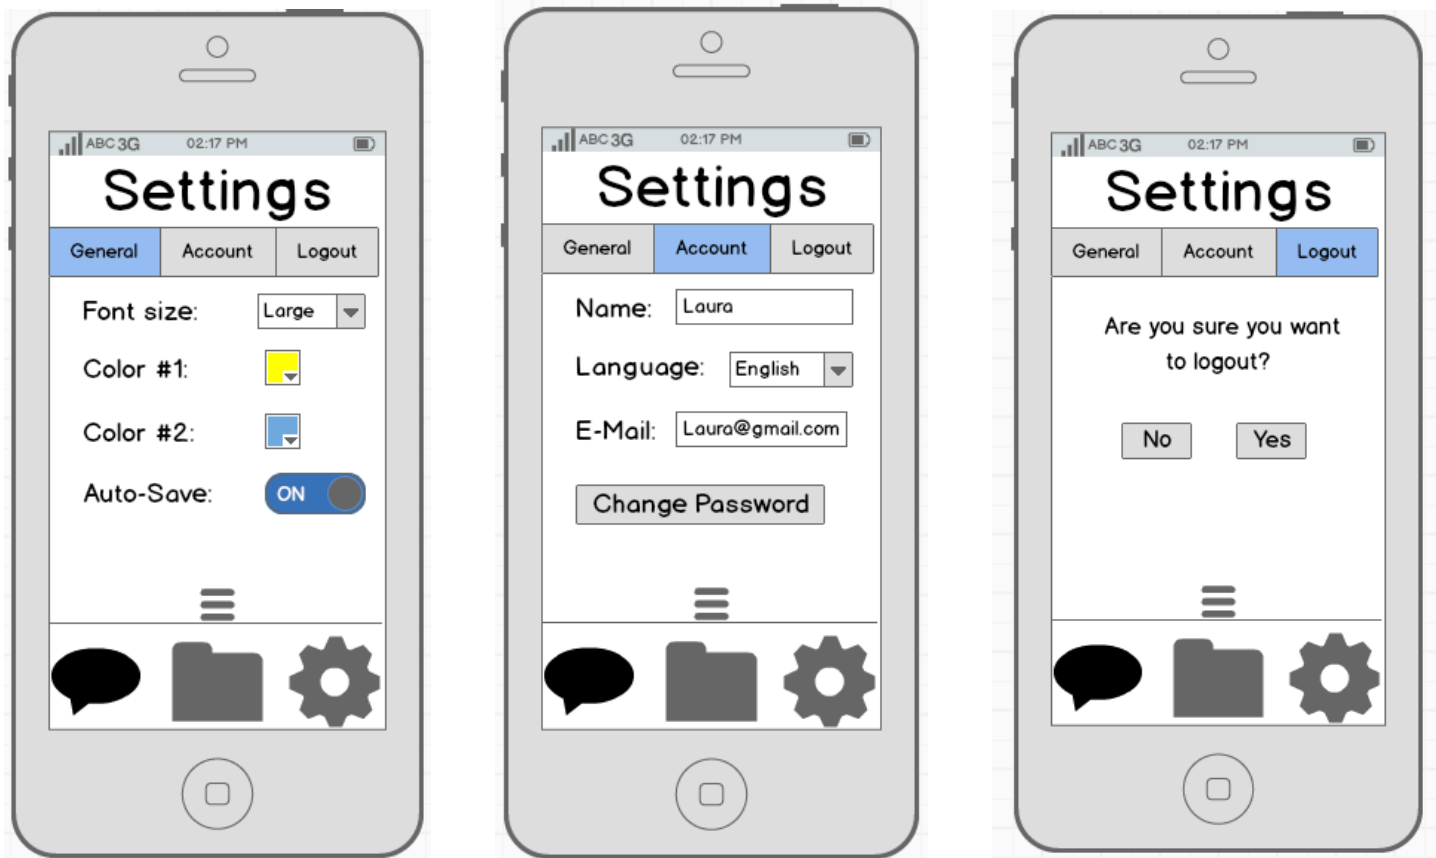 ABC 3G 02:17 PM
Settings
General Account Logout
Font size: Large
Color #1:
Color #2:
Auto-Save: ON
ABC 3G 02:17 PM
Settings
General Account Logout
Name: Laura
Language: English
E-Mail: Laura@gmail.com
Change Password
ABC 3G 02:17 PM
Settings
General Account Logout
Are you sure you want
to logout?
No Yes